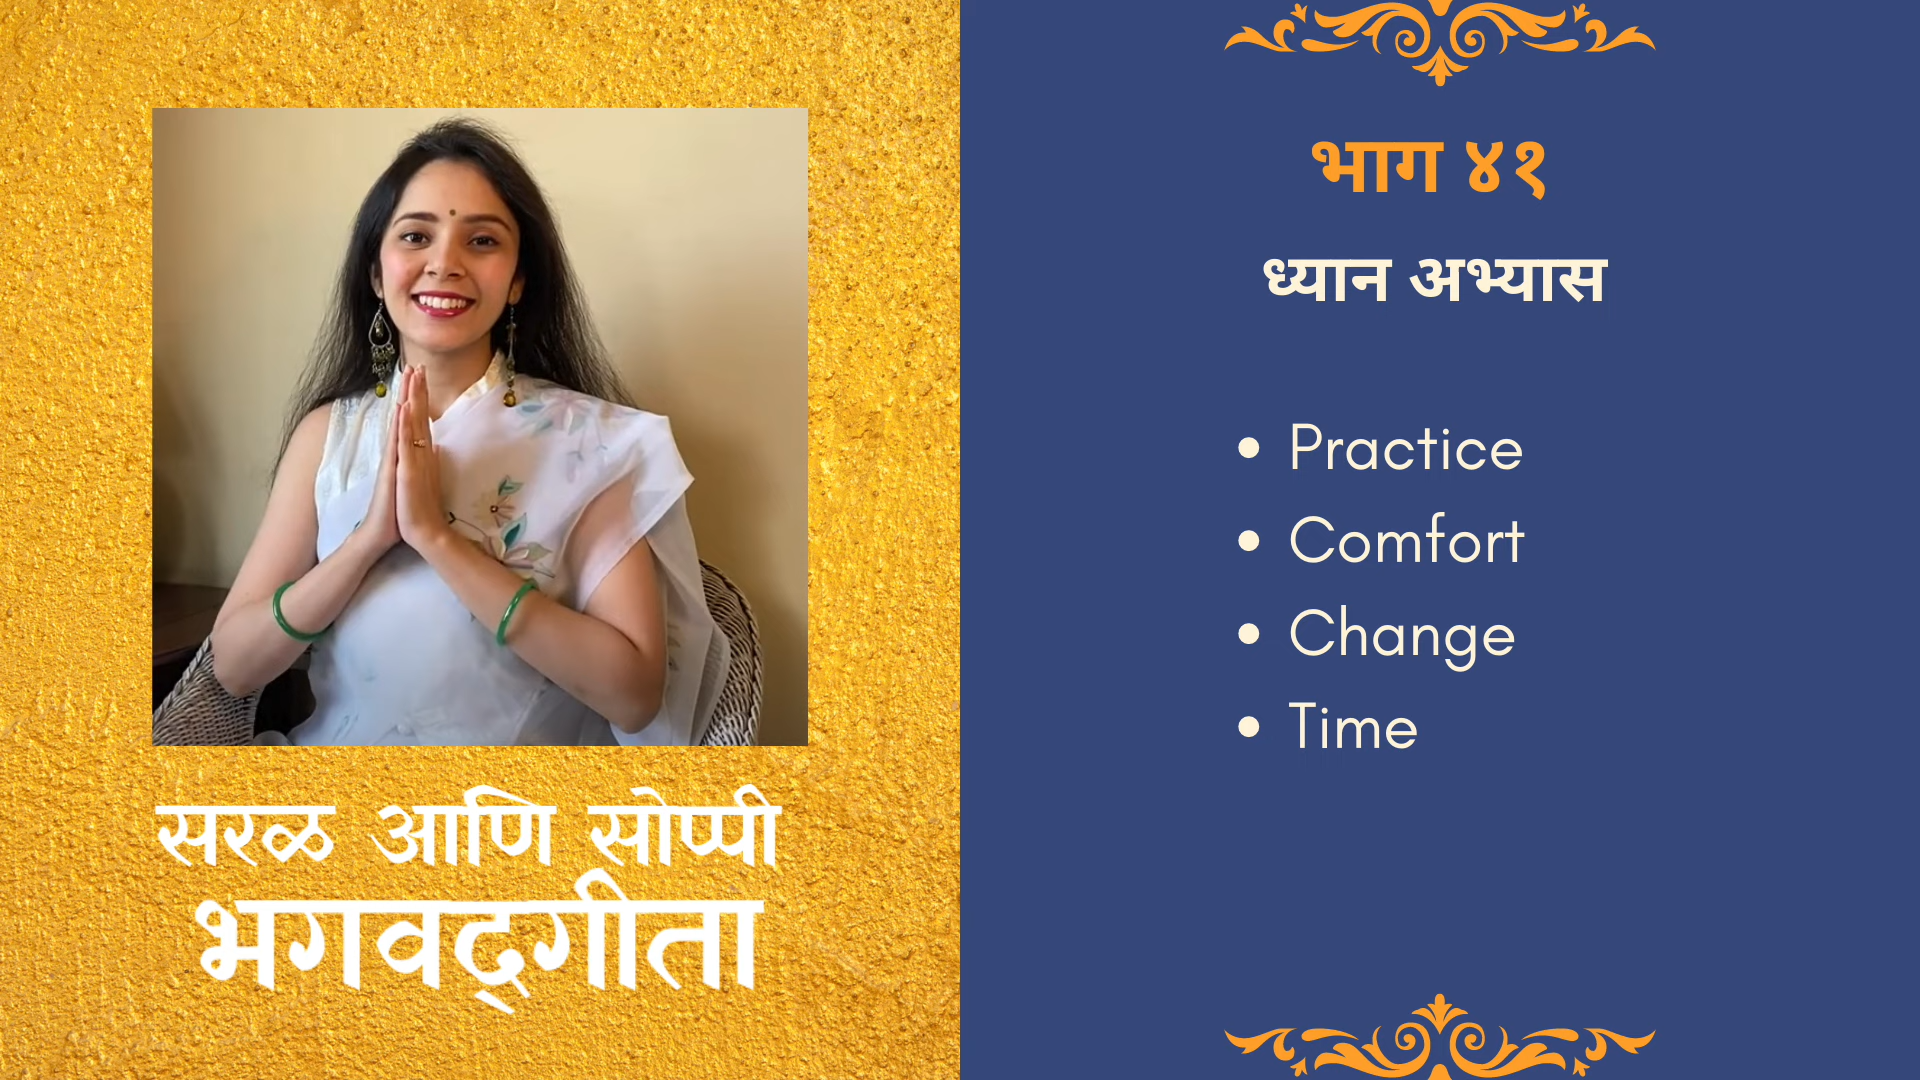 सरळ आणि सोप्पी
भगवद्‌गीता
भाग ४१
ध्यान अभ्यास
• Practice
• Comfort
• Change
• Time